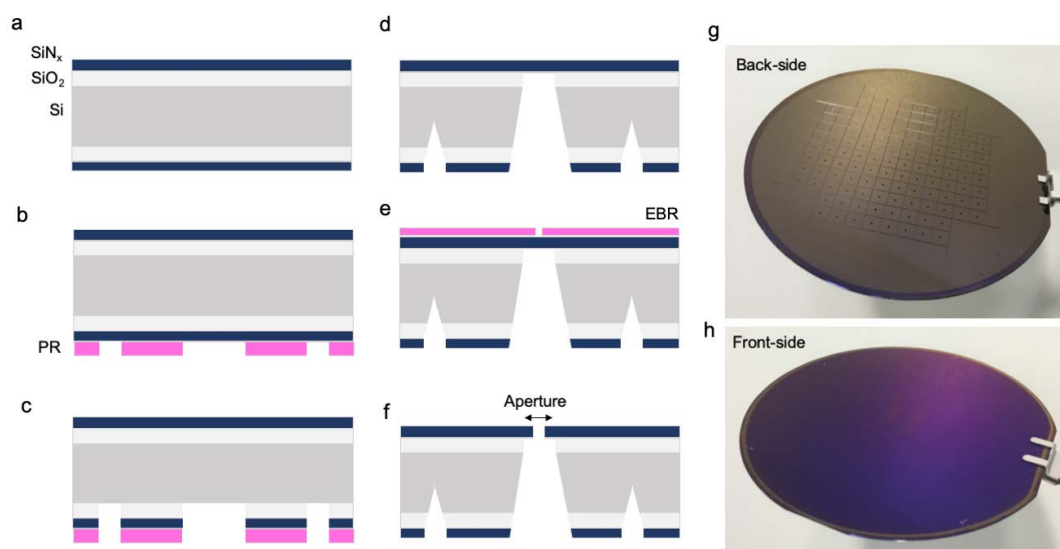 a
SiNx
SiO2
Si
b
PR
c
d
e
EBR
f
Aperture
g
Back-side
h
Front-side